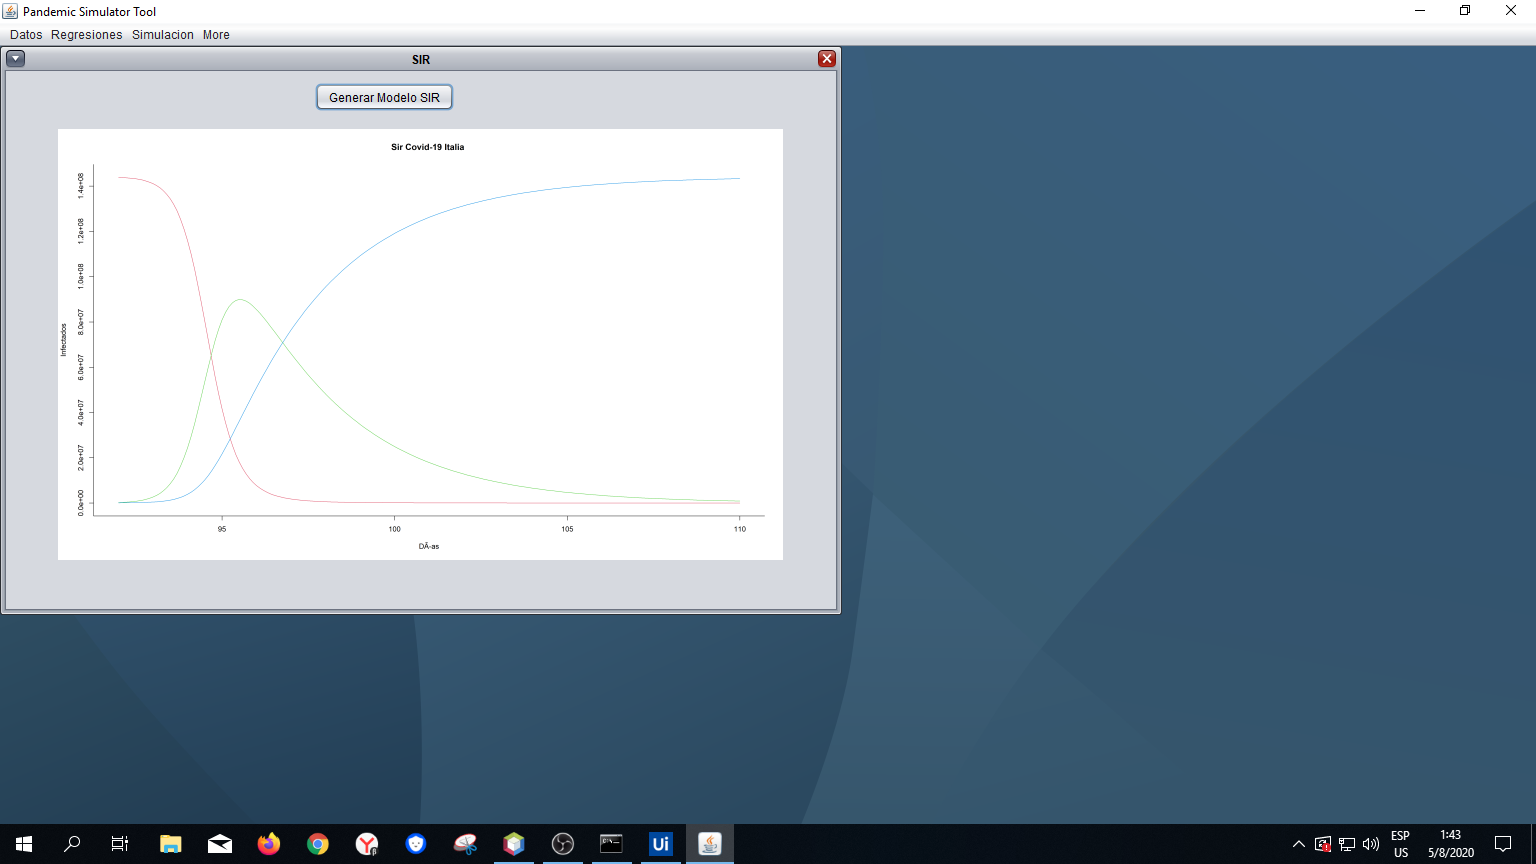 Pandemic Simulator Tool
Datos Regresiones Simulacion More
SIR
Generar Modelo SIR
Sir Covid-19 Italia
1.4e+08
1.2e+08
1.0e+08
8.0e+07
6.0e+07
4.0e+07
2.0e+07
0.0e+00
Infectados
95 100 105 110
DÃ-as
Ui
ESP
US
1:43
5/8/2020